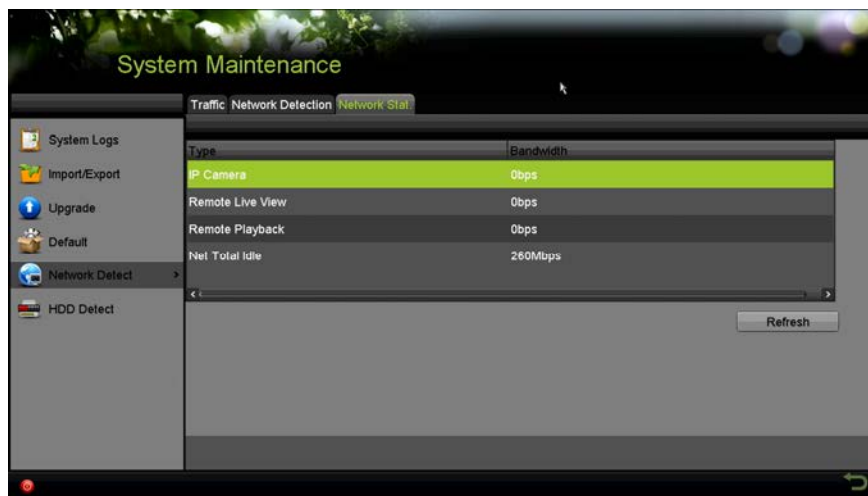 System Maintenance
Traffic Network Detection Network Stat.
System Logs
Import/Export
Upgrade
Default
Network Detect >
HDD Detect
Type Bandwidth
IP Camera 0bps
Remote Live View 0bps
Remote Playback 0bps
Net Total Idle 260Mbps
Refresh